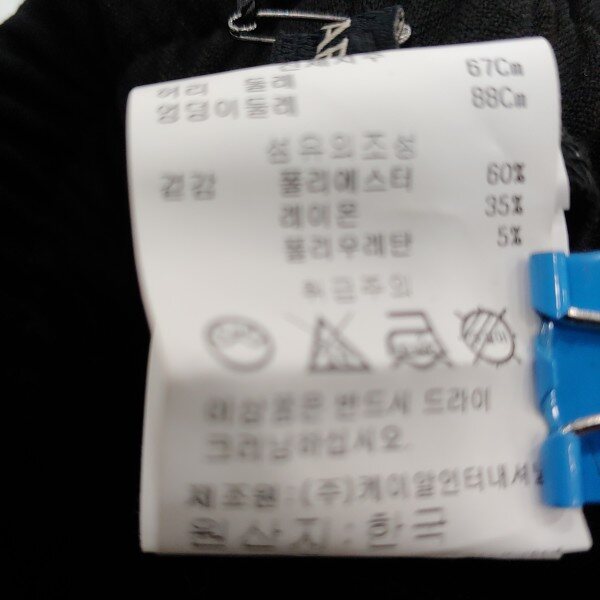 허리 둘레 67Cm
엉덩이둘레 88Cm
섬유의조성
겉감 폴리에스터 60%
레이온 35%
폴리우레탄 5%
취급주의
이상품은 반드시 드라이
크리닝하십시오.
제조원 : (주)케이알인터내셔널
원산지 : 한국